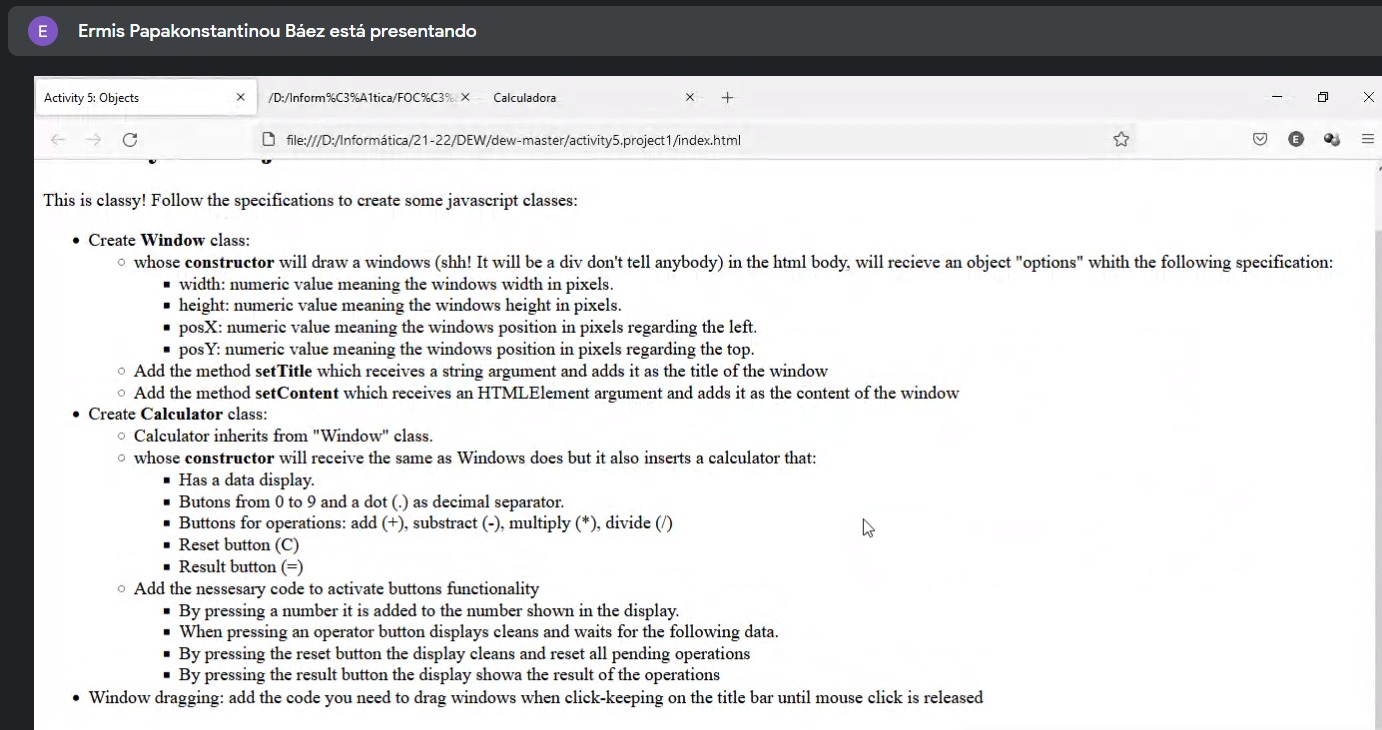 E
Ermis Papakonstantinou Báez está presentando
Activity 5: Objects
/D:/Inform%C3%A1tica/FOC%C3%
Calculadora
file:///D:/Informática/21-22/DEW/dew-master/activity5.project1/index.html
E
This is classy! Follow the specifications to create some javascript classes:
• Create Window class:
○ whose constructor will draw a windows (shh! It will be a div don't tell anybody) in the html body, will recieve an object "options" whith the following specification:
▪ width: numeric value meaning the windows width in pixels.
▪ height: numeric value meaning the windows height in pixels.
▪ posX: numeric value meaning the windows position in pixels regarding the left.
▪ posY: numeric value meaning the windows position in pixels regarding the top.
○ Add the method setTitle which receives a string argument and adds it as the title of the window
○ Add the method setContent which receives an HTMLElement argument and adds it as the content of the window
• Create Calculator class:
○ Calculator inherits from "Window" class.
○ whose constructor will receive the same as Windows does but it also inserts a calculator that:
▪ Has a data display.
▪ Butons from 0 to 9 and a dot (.) as decimal separator.
▪ Buttons for operations: add (+), substract (-), multiply (*), divide (/)
▪ Reset button (C)
▪ Result button (=)
○ Add the nessesary code to activate buttons functionality
▪ By pressing a number it is added to the number shown in the display.
▪ When pressing an operator button displays cleans and waits for the following data.
▪ By pressing the reset button the display cleans and reset all pending operations
▪ By pressing the result button the display showa the result of the operations
• Window dragging: add the code you need to drag windows when click-keeping on the title bar until mouse click is released